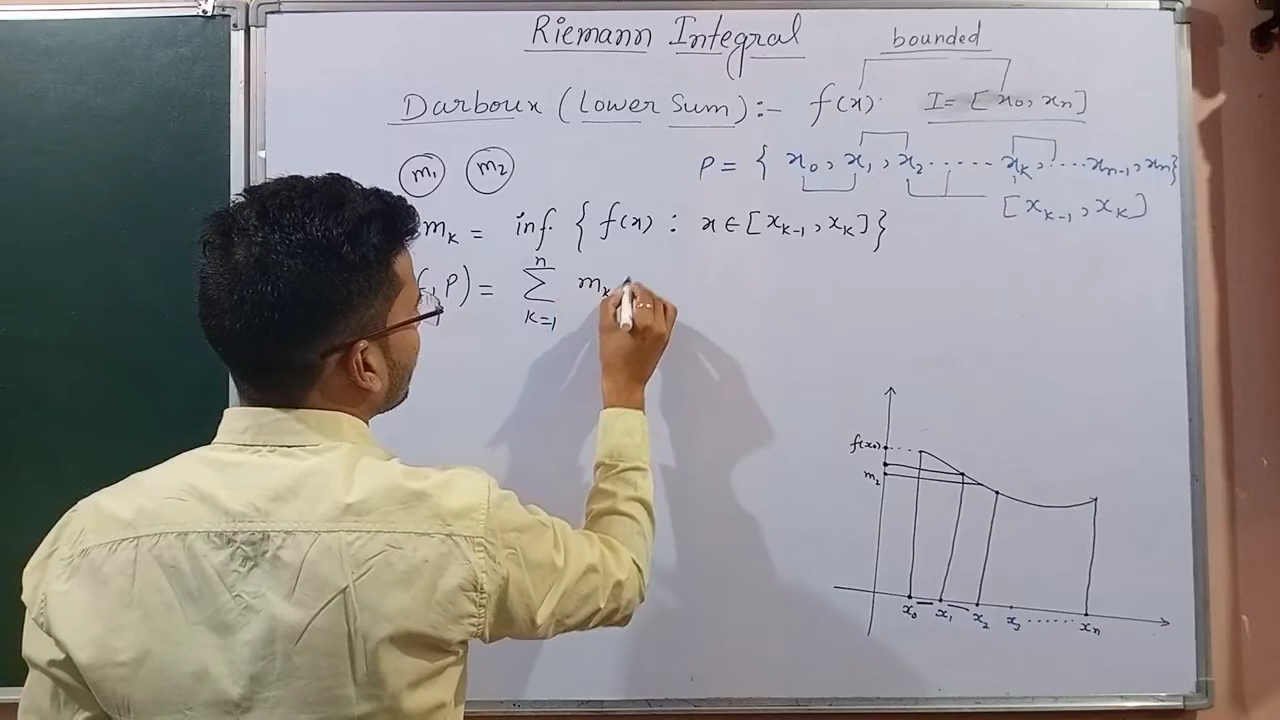 Riemann Integral
bounded
Darboux (Lower Sum) :- f(x). I = [x₀, xₙ]
m₁ m₂
P = { x₀, x₁, x₂ ...... xₖ, ....xₙ₋₁, xₙ}
[xₖ₋₁, xₖ]
mₖ = inf. { f(x) : x ∈ [xₖ₋₁, xₖ] }
, P) = n ∑ k=1 mₖ
f(x₀)
m₂
x₀ x₁ x₂ x₃ ...... xₙ